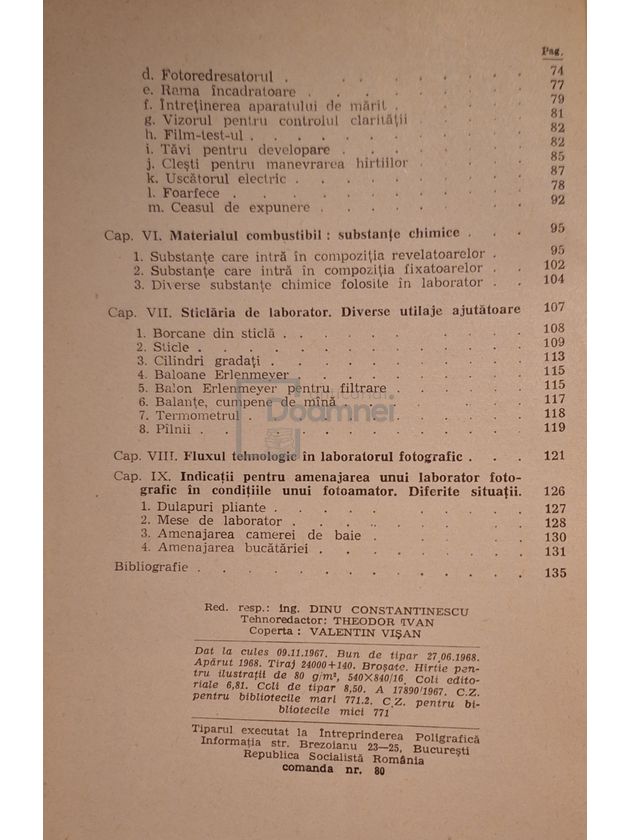 Pag.
d. Fotoredresatorul . . . . . . . . . 74
e. Rama încadratoare . . . . . . . . 77
f. Întreținerea aparatului de mărit . . . . . 79
g. Vizorul pentru controlul clarității . . . . . 81
h. Film-test-ul . . . . . . . . . . 82
i. Tăvi pentru developare . . . . . . . 82
j. Clești pentru manevrarea hîrtiilor . . . . 85
k. Uscătorul electric . . . . . . . . . 87
l. Foarfece . . . . . . . . . . . 78
m. Ceasul de expunere . . . . . . . . 92
Cap. VI. Materialul combustibil : substanțe chimice . . . 95
1. Substanțe care intră în compoziția revelatoarelor . 95
2. Substanțe care intră în compoziția fixatoarelor . 102
3. Diverse substanțe chimice folosite în laborator . 104
Cap. VII. Sticlăria de laborator. Diverse utilaje ajutătoare 107
1. Borcane din sticlă . . . . . . . . . 108
2. Sticle . . . . . . . . . . . . 109
3. Cilindri gradați . . . . . . . . . . 113
4. Baloane Erlenmeyer . . . . . . . . 115
5. Balon Erlenmeyer pentru filtrare . . . . . 115
6. Balanțe, cumpene de mînă . . . . . . . 117
7. Termometrul . . . . . . . . . . 118
8. Pîlnii . . . . . . . . . . . . 119
Cap. VIII. Fluxul tehnologic în laboratorul fotografic . . . 121
Cap. IX. Indicații pentru amenajarea unui laborator foto-
grafic în condițiile unui fotoamator. Diferite situații. 126
1. Dulapuri pliante . . . . . . . . . 127
2. Mese de laborator . . . . . . . . . 128
3. Amenajarea camerei de baie . . . . . . 130
4. Amenajarea bucătăriei . . . . . . . . 131
Bibliografie . . . . . . . . . . . . . 135
Doamnei
Red. resp.: ing. DINU CONSTANTINESCU
Tehnoredactor: THEODOR IVAN
Coperta : VALENTIN VIȘAN
Dat la cules 09.11.1967. Bun de tipar 27.06.1968.
Apărut 1968. Tiraj 24000+140. Broșate. Hîrtie pen-
tru ilustrații de 80 g/m², 540×840/16. Coli edito-
riale 6,81. Coli de tipar 8,50. A 17890/1967. C.Z.
pentru bibliotecile mari 771.2. C.Z. pentru bi-
bliotecile mici 771
Tiparul executat la Întreprinderea Poligrafică
Informația str. Brezoianu 23—25, București
Republica Socialistă România
comanda nr. 80